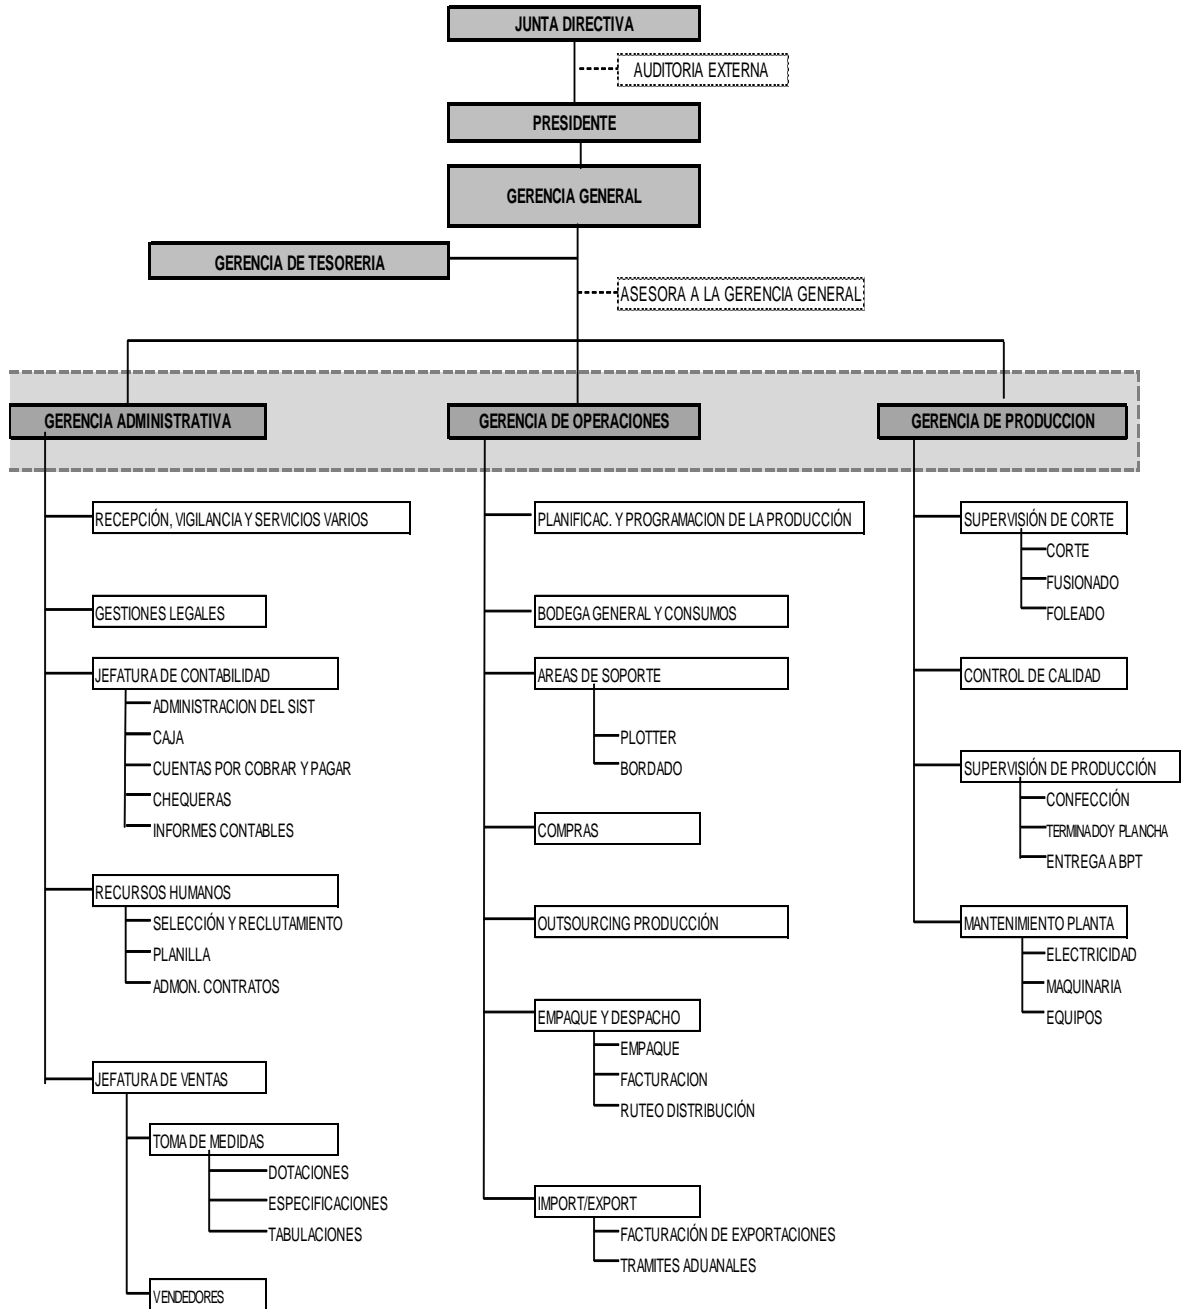 JUNTA DIRECTIVA
AUDITORIA EXTERNA
PRESIDENTE
GERENCIA GENERAL
GERENCIA DE TESORERIA
ASESORA A LA GERENCIA GENERAL
GERENCIA ADMINISTRATIVA
RECEPCIÓN, VIGILANCIA Y SERVICIOS VARIOS
GESTIONES LEGALES
JEFATURA DE CONTABILIDAD
ADMINISTRACION DEL SIST
CAJA
CUENTAS POR COBRAR Y PAGAR
CHEQUERAS
INFORMES CONTABLES
RECURSOS HUMANOS
SELECCIÓN Y RECLUTAMIENTO
PLANILLA
ADMON. CONTRATOS
JEFATURA DE VENTAS
TOMA DE MEDIDAS
DOTACIONES
ESPECIFICACIONES
TABULACIONES
VENDEDORES
GERENCIA DE OPERACIONES
PLANIFICAC. Y PROGRAMACION DE LA PRODUCCIÓN
BODEGA GENERAL Y CONSUMOS
AREAS DE SOPORTE
PLOTTER
BORDADO
COMPRAS
OUTSOURCING PRODUCCIÓN
EMPAQUE Y DESPACHO
EMPAQUE
FACTURACION
RUTEO DISTRIBUCIÓN
IMPORT/EXPORT
FACTURACIÓN DE EXPORTACIONES
TRAMITES ADUANALES
GERENCIA DE PRODUCCION
SUPERVISIÓN DE CORTE
CORTE
FUSIONADO
FOLEADO
CONTROL DE CALIDAD
SUPERVISIÓN DE PRODUCCIÓN
CONFECCIÓN
TERMINADO Y PLANCHA
ENTREGA A BPT
MANTENIMIENTO PLANTA
ELECTRICIDAD
MAQUINARIA
EQUIPOS